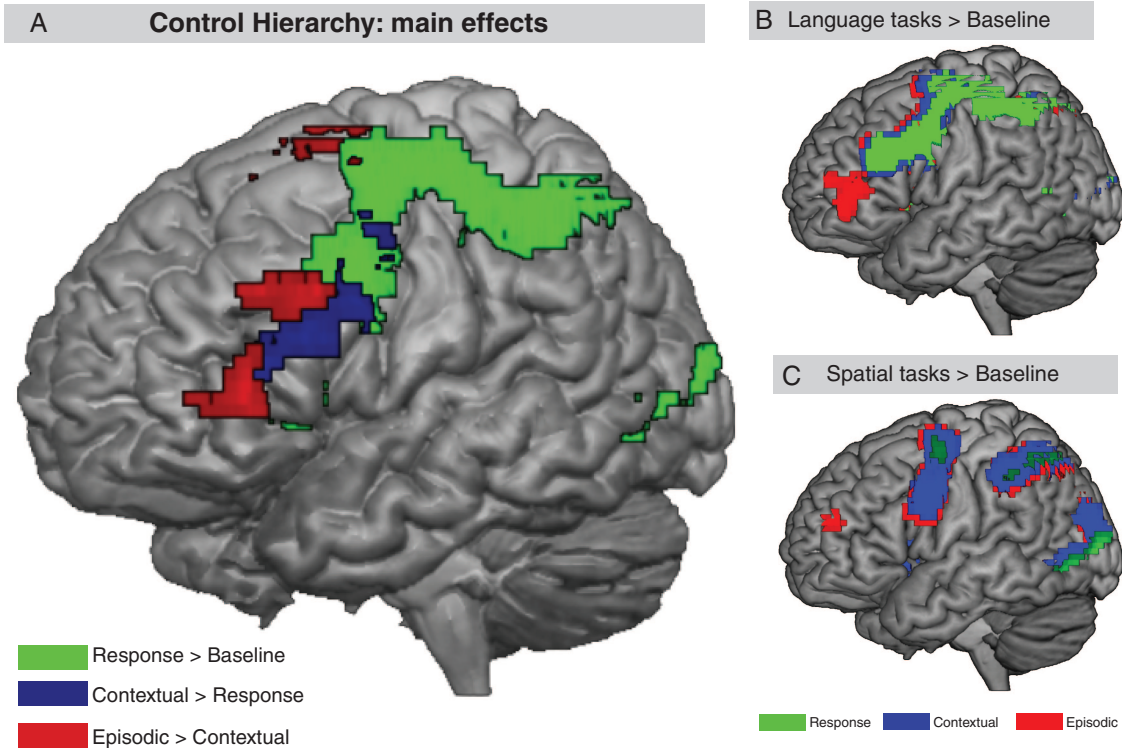 A Control Hierarchy: main effects
Response > Baseline
Contextual > Response
Episodic > Contextual
B Language tasks > Baseline
C Spatial tasks > Baseline
Response Contextual Episodic